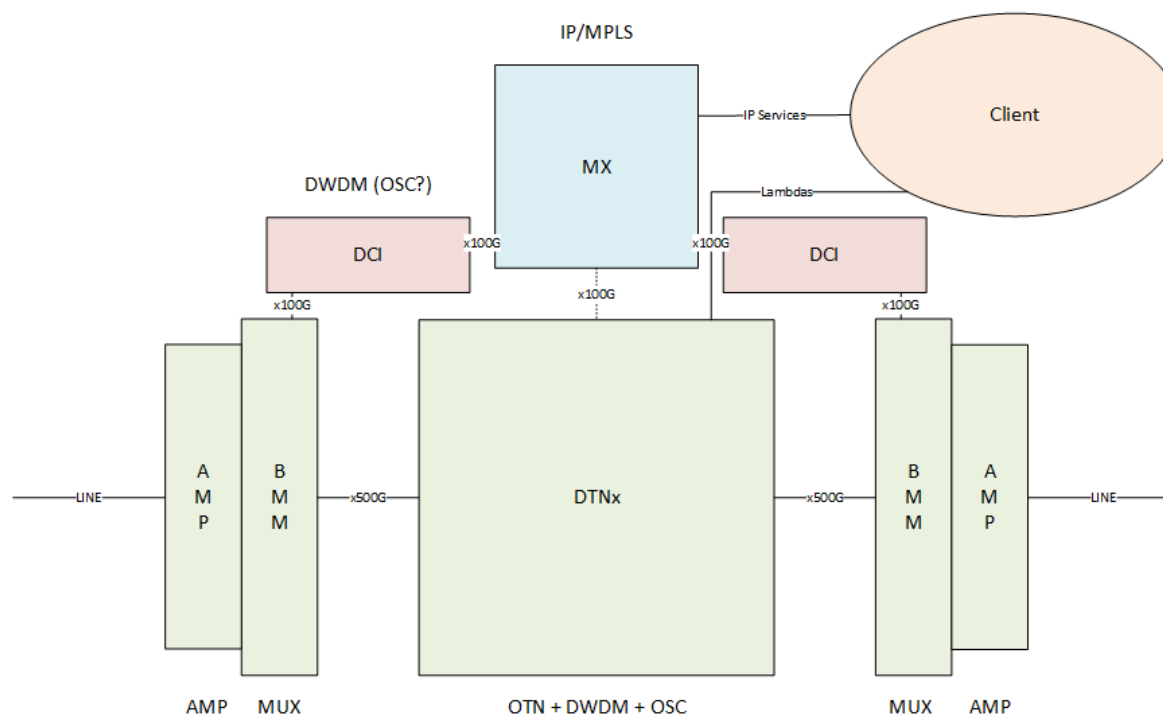 IP/MPLS
Client
IP Services
MX
DWDM (OSC?)
Lambdas
DCI
x100G
x100G
DCI
x100G
x100G
x100G
A
M
P
B
M
M
B
M
M
A
M
P
LINE
x500G
DTNx
x500G
LINE
AMP
MUX
OTN + DWDM + OSC
MUX
AMP